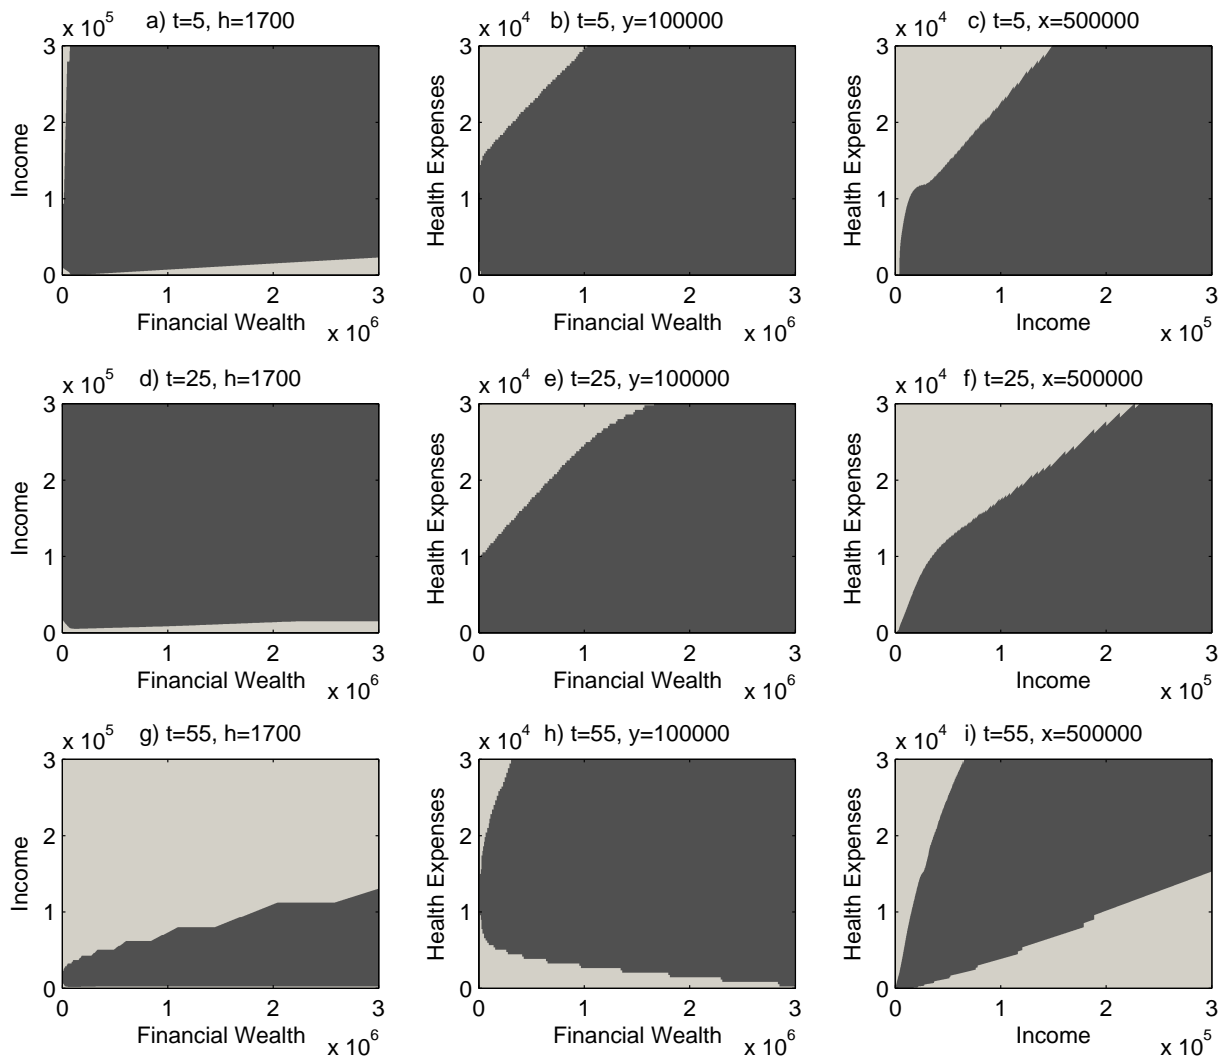 x 10^5 a) t=5, h=1700
3
2
1
0
Income
0 1 2 3
Financial Wealth x 10^6
x 10^4 b) t=5, y=100000
3
2
1
0
Health Expenses
0 1 2 3
Financial Wealth x 10^6
x 10^4 c) t=5, x=500000
3
2
1
0
Health Expenses
0 1 2 3
Income x 10^5
x 10^5 d) t=25, h=1700
3
2
1
0
Income
0 1 2 3
Financial Wealth x 10^6
x 10^4 e) t=25, y=100000
3
2
1
0
Health Expenses
0 1 2 3
Financial Wealth x 10^6
x 10^4 f) t=25, x=500000
3
2
1
0
Health Expenses
0 1 2 3
Income x 10^5
x 10^5 g) t=55, h=1700
3
2
1
0
Income
0 1 2 3
Financial Wealth x 10^6
x 10^4 h) t=55, y=100000
3
2
1
0
Health Expenses
0 1 2 3
Financial Wealth x 10^6
x 10^4 i) t=55, x=500000
3
2
1
0
Health Expenses
0 1 2 3
Income x 10^5